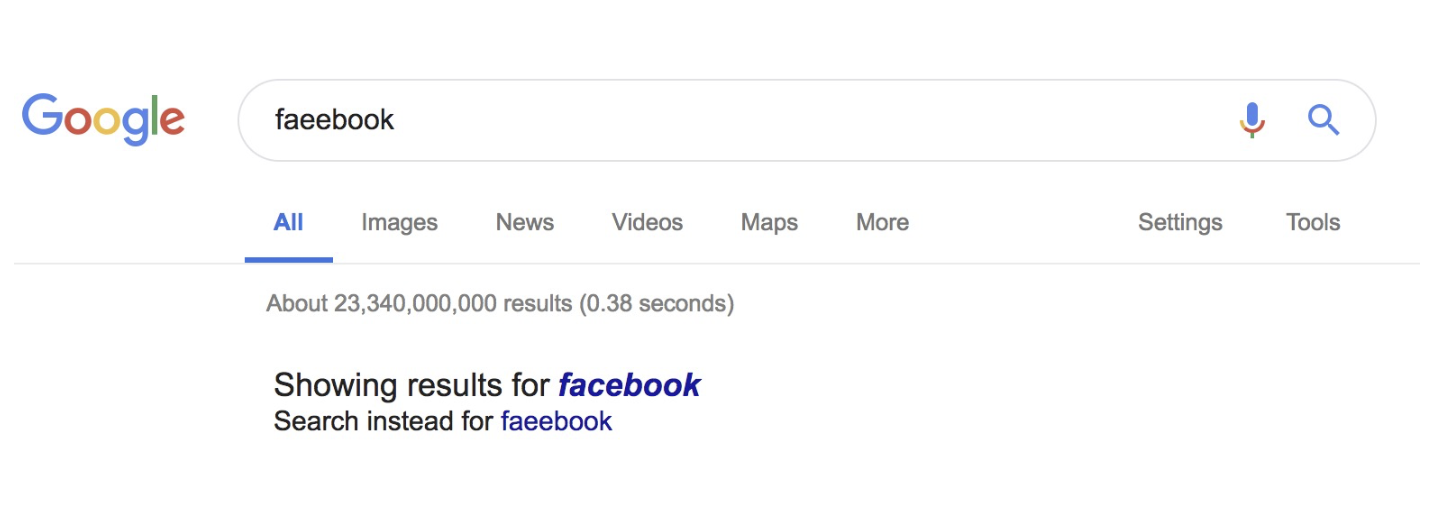 Google faeebook
All Images News Videos Maps More Settings Tools
About 23,340,000,000 results (0.38 seconds)
Showing results for facebook
Search instead for faeebook